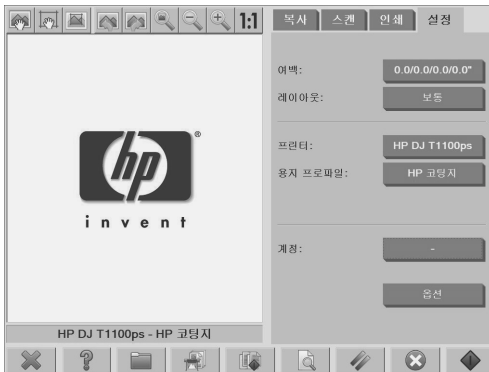 1:1
복사 스캔 인쇄 설정
여백: 0.0/0.0/0.0/0.0"
레이아웃: 보통
프린터: HP DJ T1100ps
용지 프로파일: HP 코팅지
계정: -
옵션
hp®
invent
HP DJ T1100ps - HP 코팅지
?